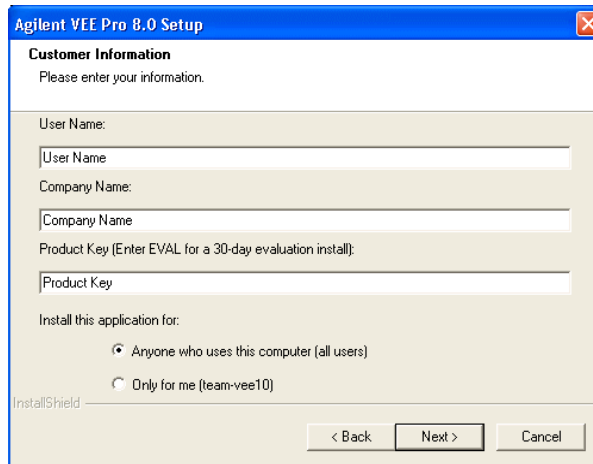 Agilent VEE Pro 8.0 Setup
Customer Information
Please enter your information.
User Name:
User Name
Company Name:
Company Name
Product Key (Enter EVAL for a 30-day evaluation install):
Product Key
Install this application for:
Anyone who uses this computer (all users)
Only for me (team-vee10)
InstallShield
< Back Next > Cancel